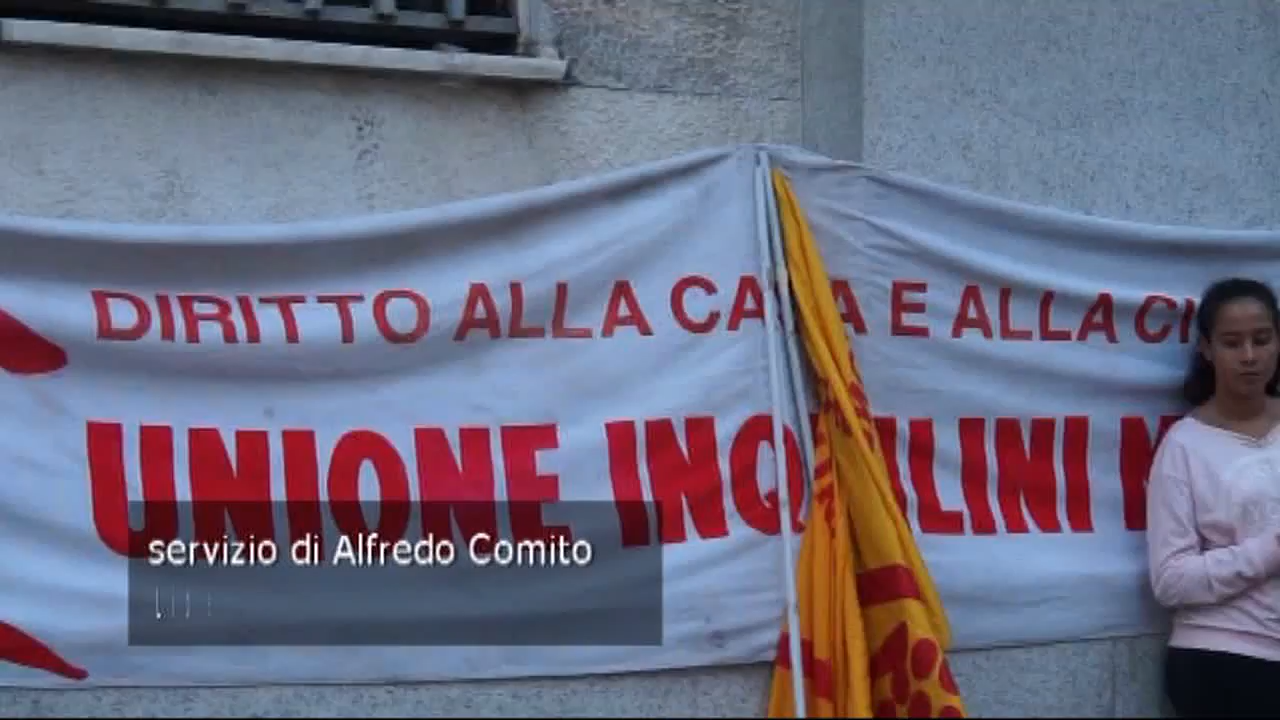 DIRITTO ALLA CA A E ALLA CI
UNIONE INQ ILINI
servizio di Alfredo Comito